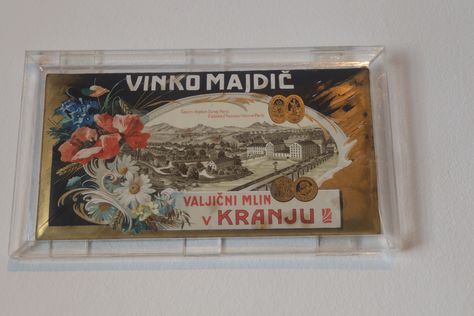 VINKO MAJDIČ
VALJIČNI MLIN
V KRANJU